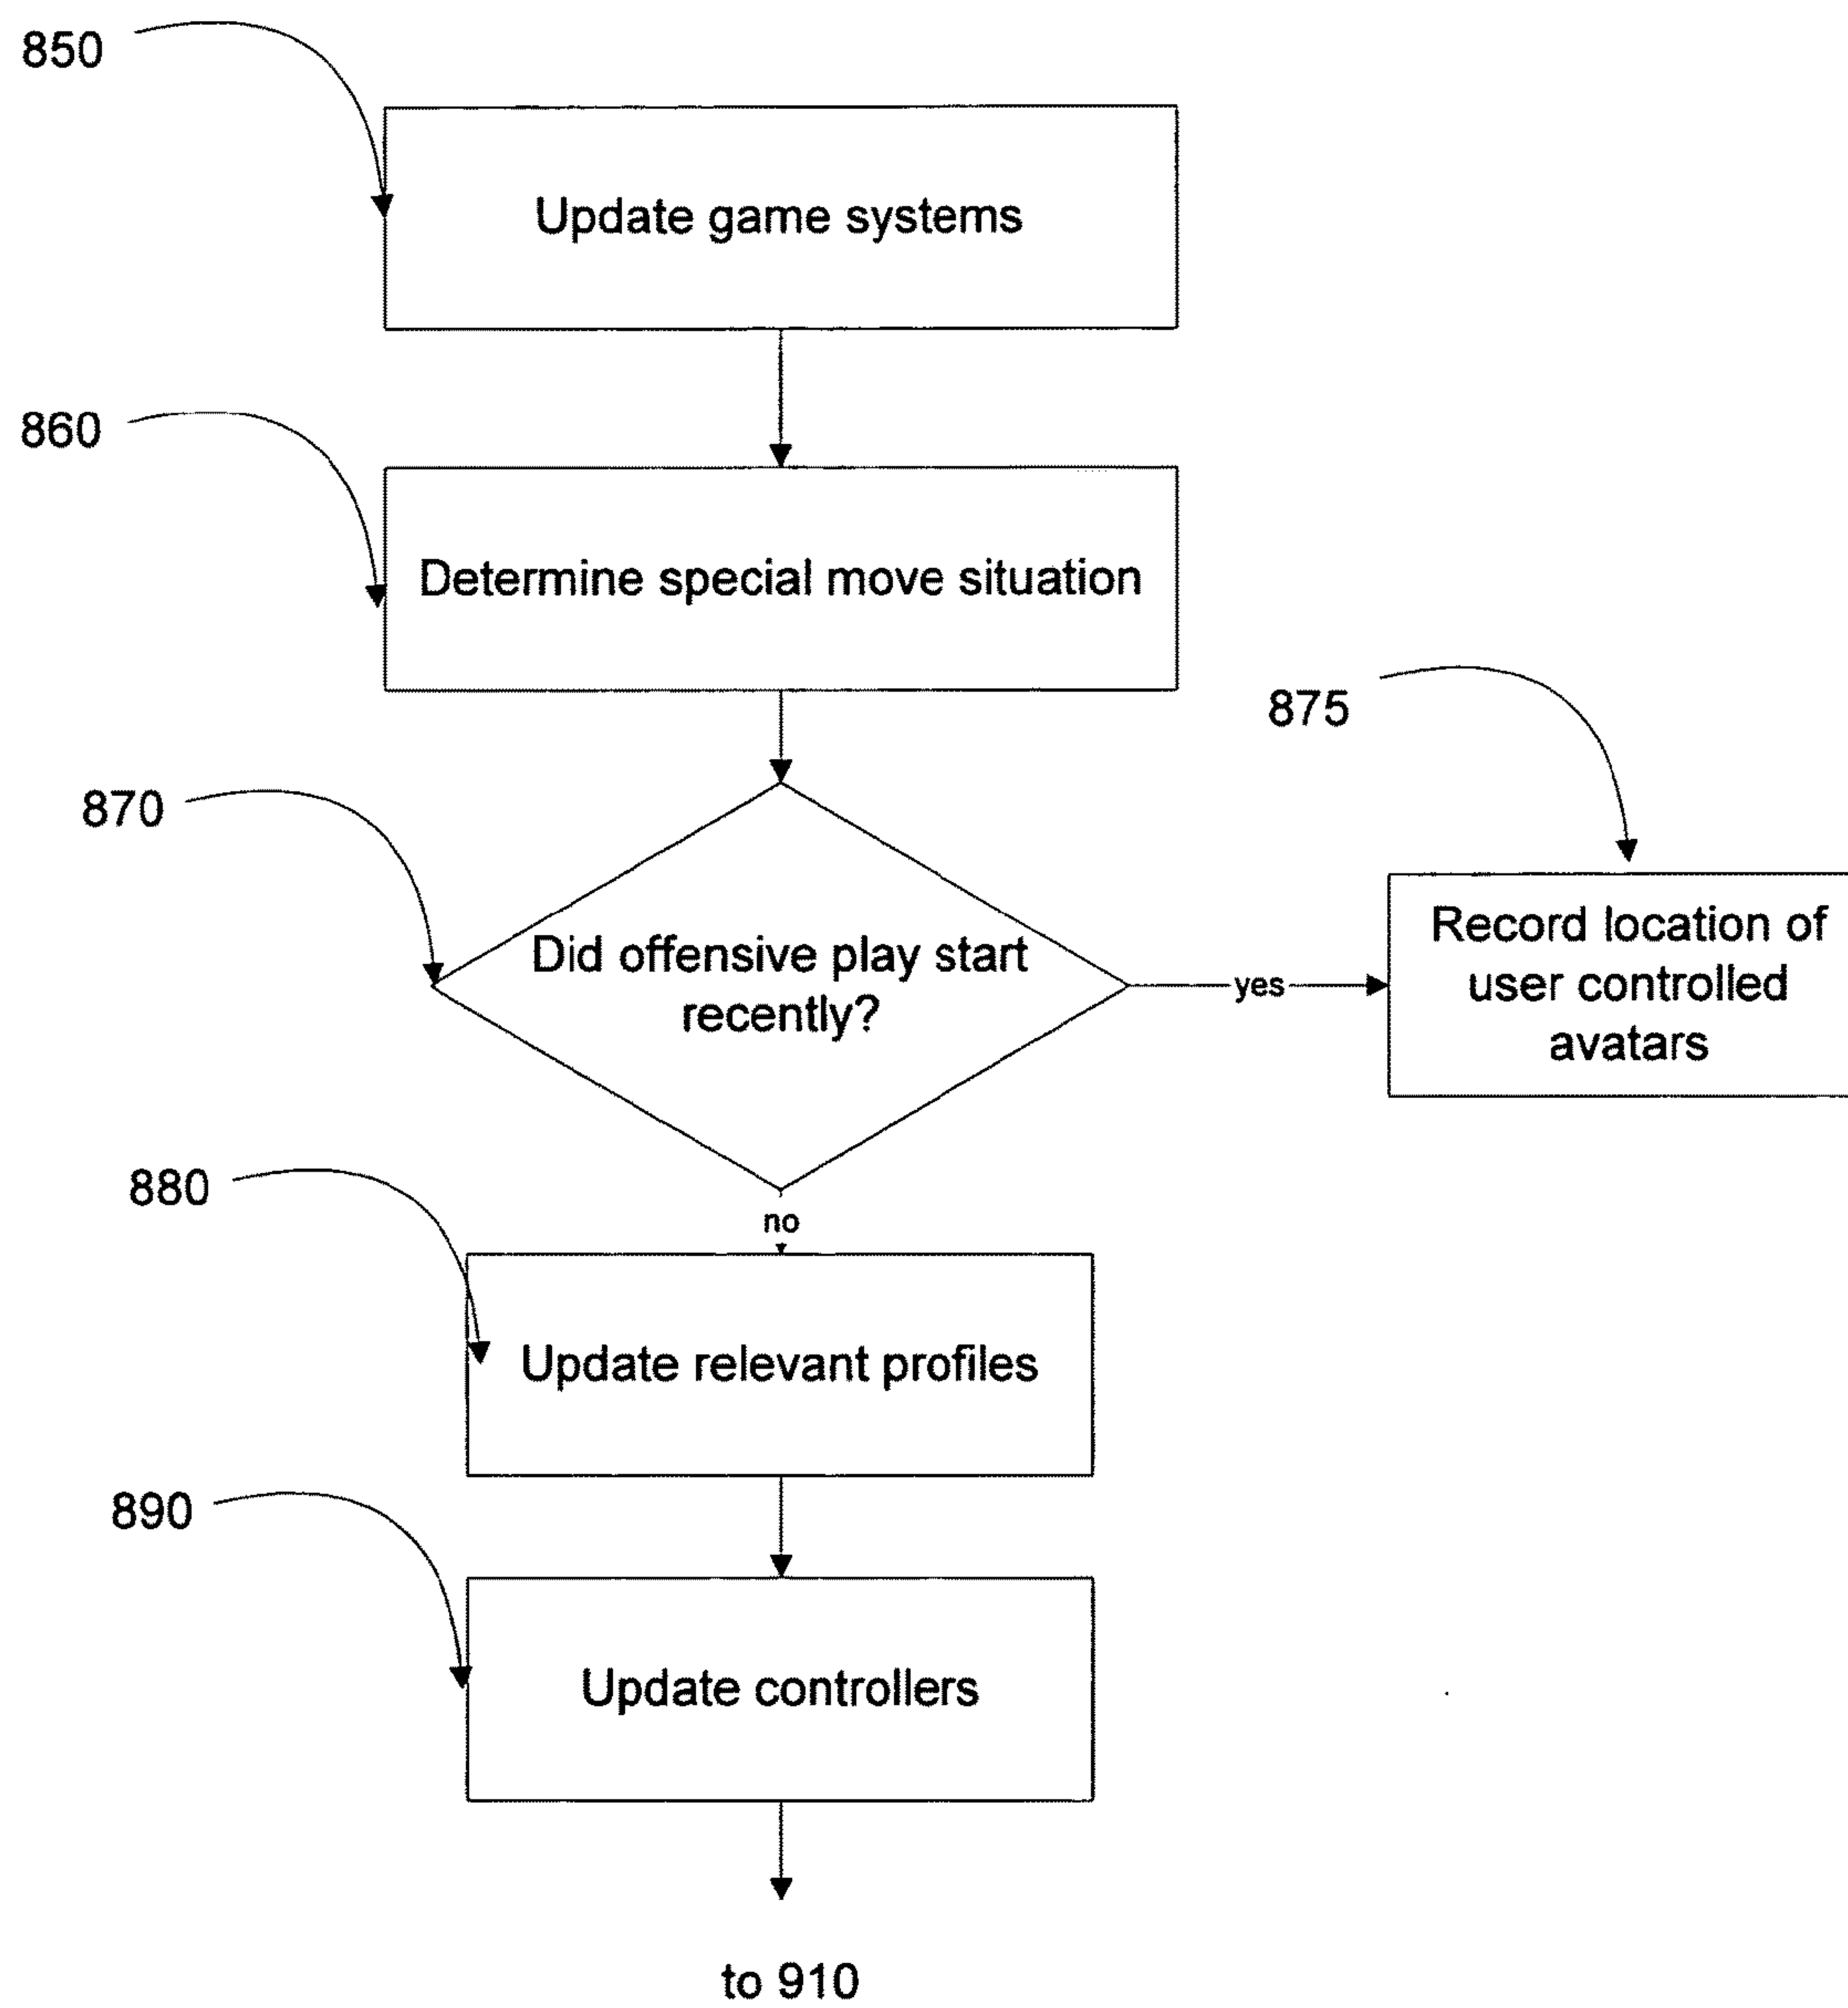 850
Update game systems
860
Determine special move situation
875
870
Did offensive play start
recently?
yes
Record location of
user controlled
avatars
880
no
Update relevant profiles
890
Update controllers
to 910